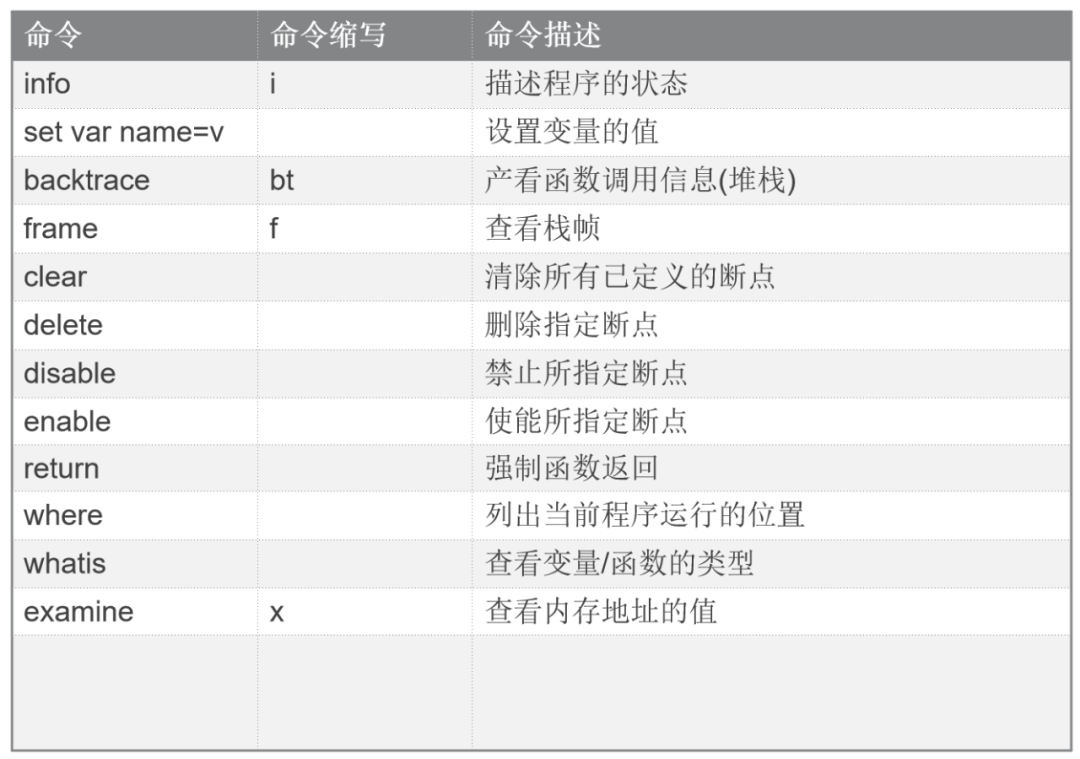 命令 命令缩写 命令描述
info i 描述程序的状态
set var name=v 设置变量的值
backtrace bt 产看函数调用信息(堆栈)
frame f 查看栈帧
clear 清除所有已定义的断点
delete 删除指定断点
disable 禁止所指定断点
enable 使能所指定断点
return 强制函数返回
where 列出当前程序运行的位置
whatis 查看变量/函数的类型
examine x 查看内存地址的值